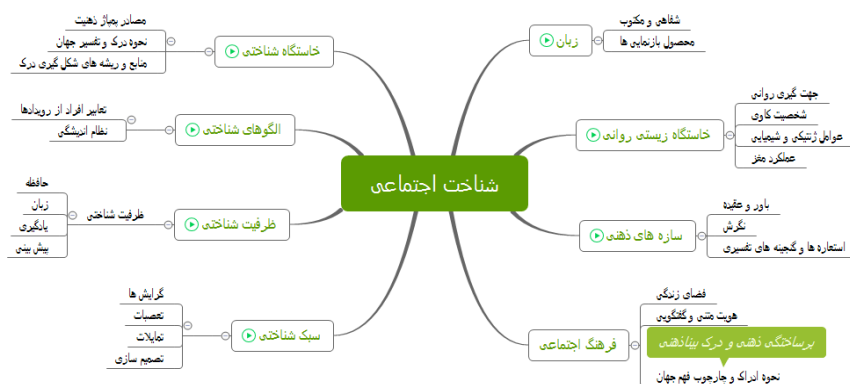 شناخت اجتماعی
زبان
شفاهی و مکتوب
محصول بازنمایی ها
خاستگاه زیستی روانی
جهت گیری روانی
شخصیت کاوی
عوامل ژنتیکی و شیمیایی
عملکرد مغز
سازه های ذهنی
باور و عقیده
نگرش
استعاره ها و گنجینه های تفسیری
فرهنگ اجتماعی
فضای زندگی
هویت متنی و گفتگویی
برساختگی ذهنی و درک بیناذهنی
نحوه ادراک و چارچوب فهم جهان
خاستگاه شناختی
مصادر پمپاژ ذهنیت
نحوه درک و تفسیر جهان
منابع و ریشه های شکل گیری درک
الگوهای شناختی
تعابیر افراد از رویدادها
نظام اندیشگی
ظرفیت شناختی
ظرفیت شناختی
حافظه
زبان
یادگیری
پیش بینی
سبک شناختی
گرایش ها
تعصبات
تمایلات
تصمیم سازی